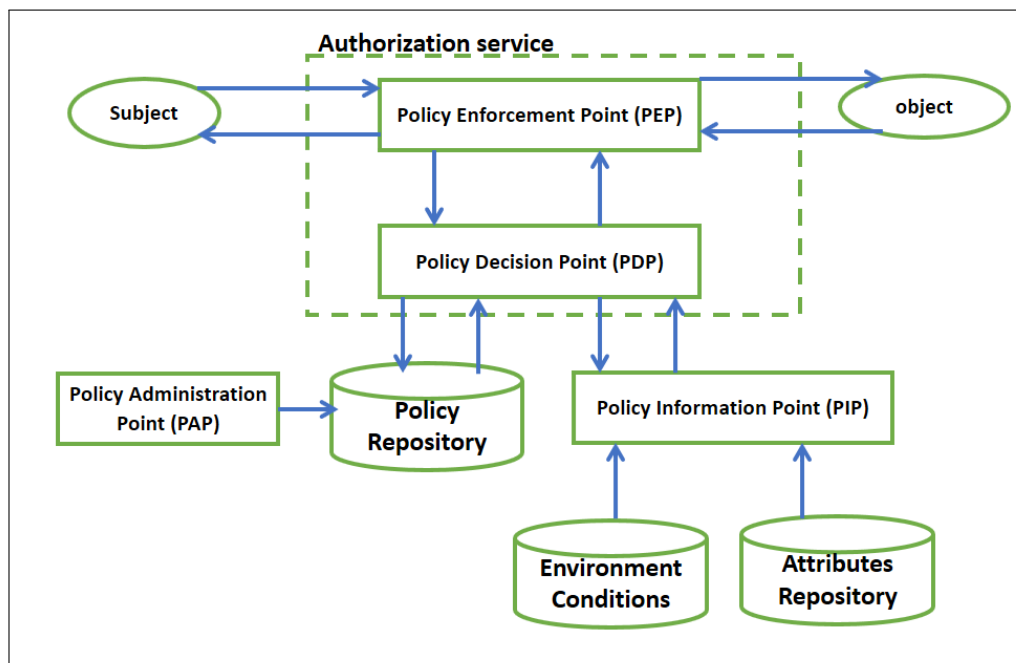 Authorization service
Subject
Policy Enforcement Point (PEP)
object
Policy Decision Point (PDP)
Policy Administration
Point (PAP)
Policy
Repository
Policy Information Point (PIP)
Environment
Conditions
Attributes
Repository